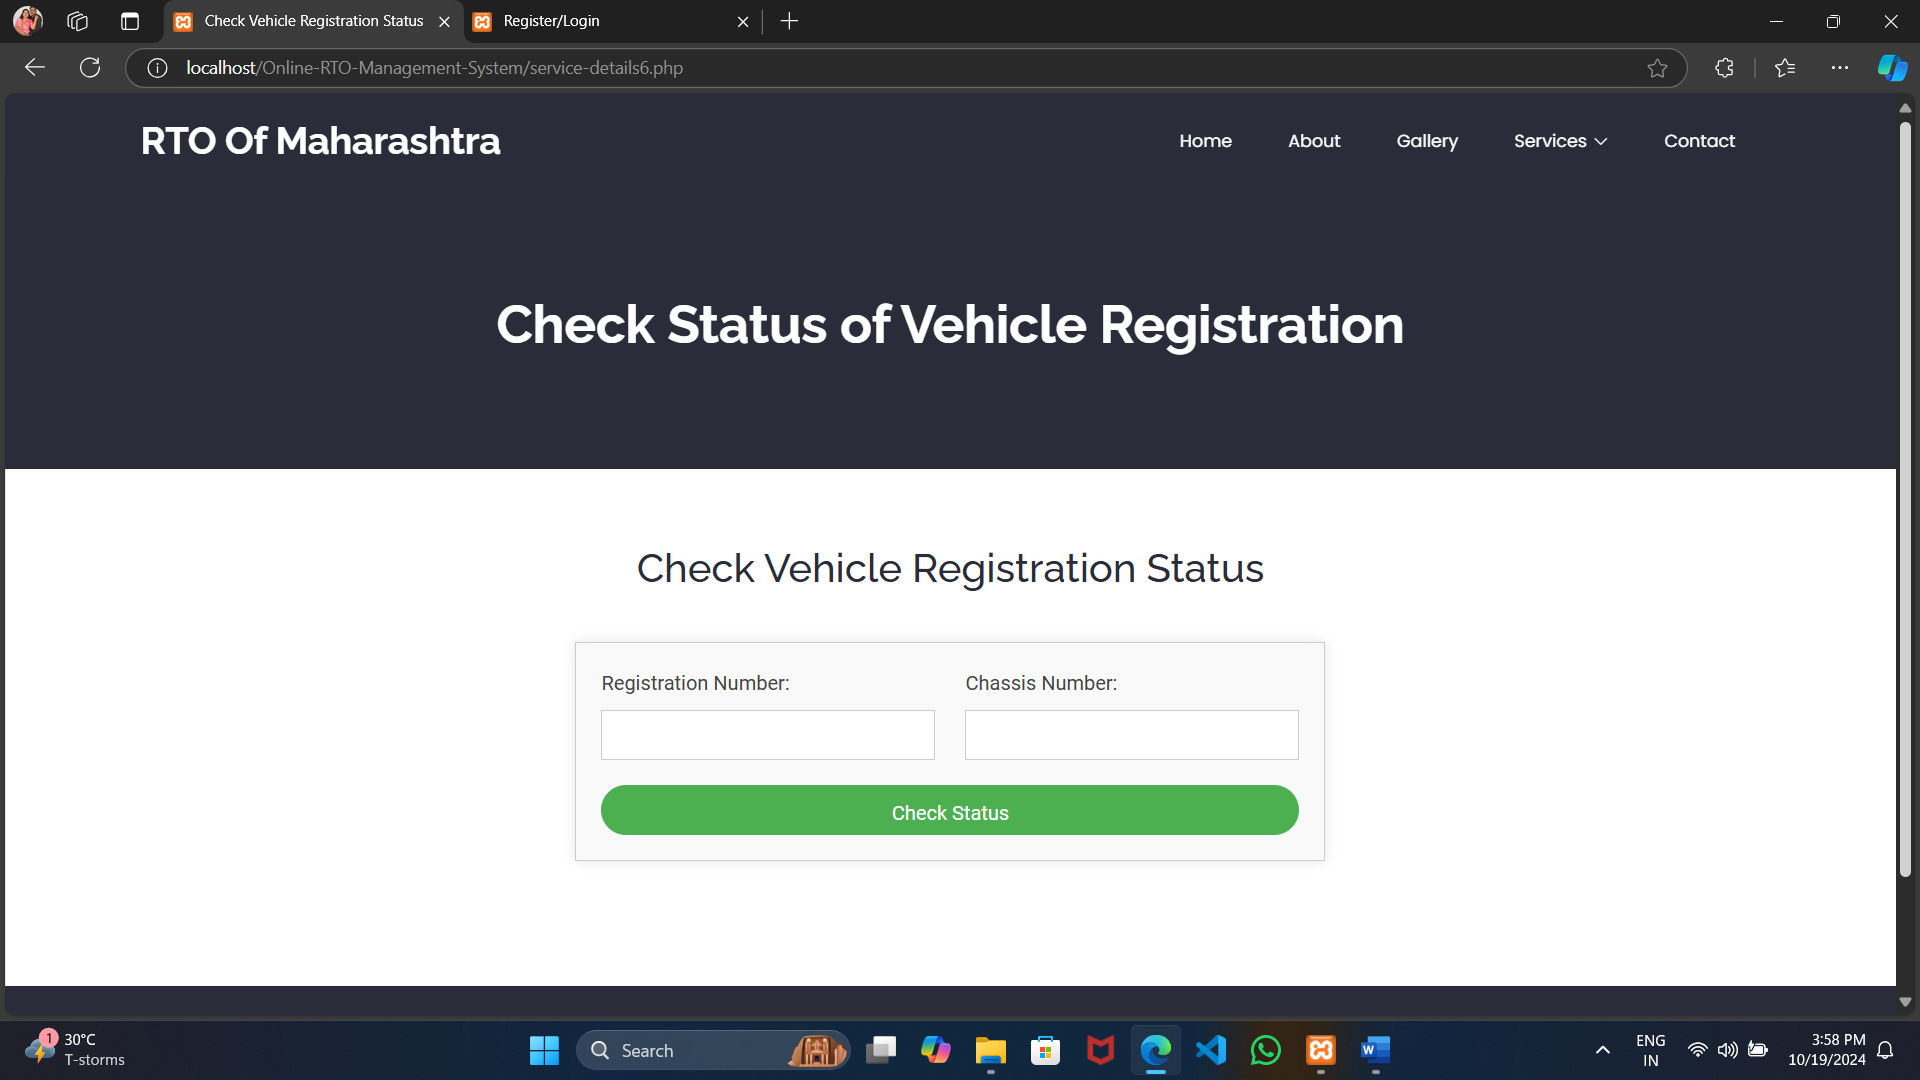 Check Vehicle Registration Status
Register/Login
localhost/Online-RTO-Management-System/service-details6.php
RTO Of Maharashtra
Home
About
Gallery
Services
Contact
Check Status of Vehicle Registration
Check Vehicle Registration Status
Registration Number:
Chassis Number:
Check Status
1
30°C
T-storms
Search
W
ENG
IN
3:58 PM
10/19/2024